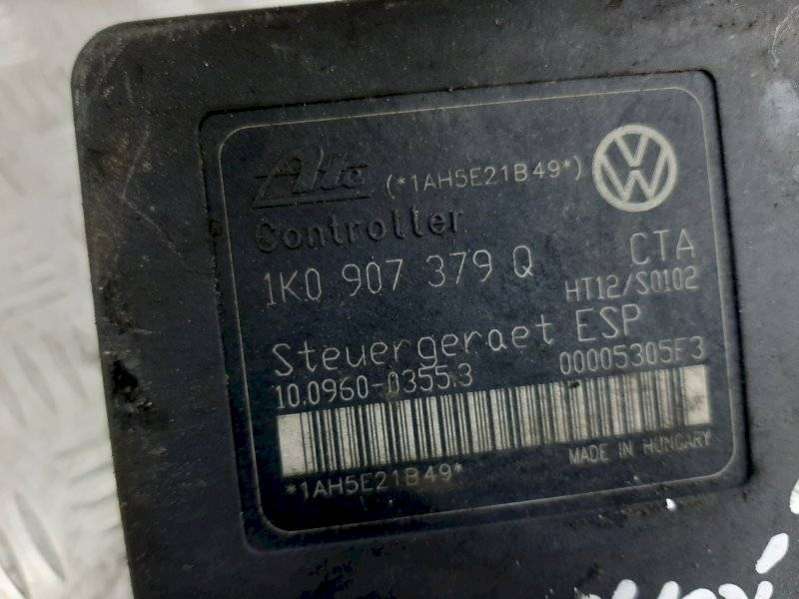 Ate (*1AH5E21B49*)
Controller CTA
1K0 907 379 Q HT12/S0102
Steuergeraet ESP
10.0960-0355.3 00005305F3
MADE IN HUNGARY
*1AH5E21B49*